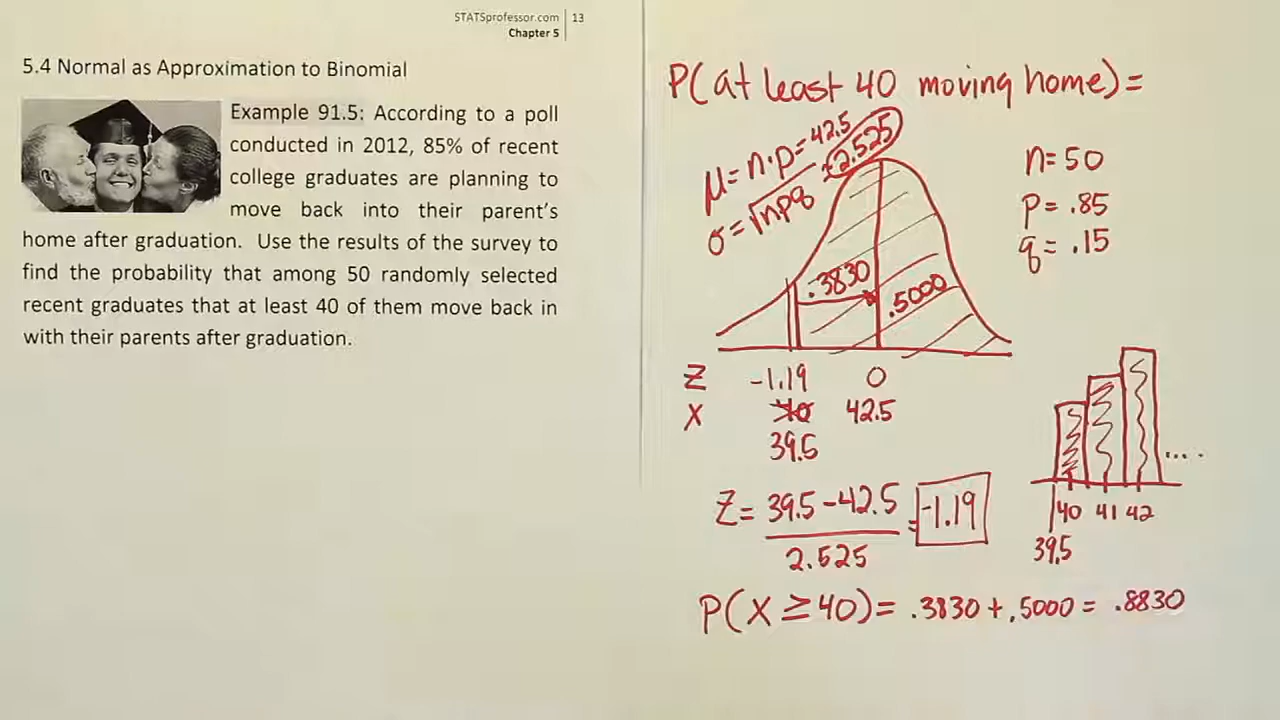 STATSprofessor.com 13
Chapter 5
5.4 Normal as Approximation to Binomial
Example 91.5: According to a poll
conducted in 2012, 85% of recent
college graduates are planning to
move back into their parent's
home after graduation. Use the results of the survey to
find the probability that among 50 randomly selected
recent graduates that at least 40 of them move back in
with their parents after graduation.
P(at least 40 moving home)=
μ=n·p=42.5
σ=√npq =2.525
n=50
p=.85
q=.15
.3830
.5000
Z -1.19 0
X 40 42.5
39.5
Z= 39.5-42.5
2.525
=-1.19
....
40 41 42
39.5
P(X≥40)= .3830+.5000= .8830